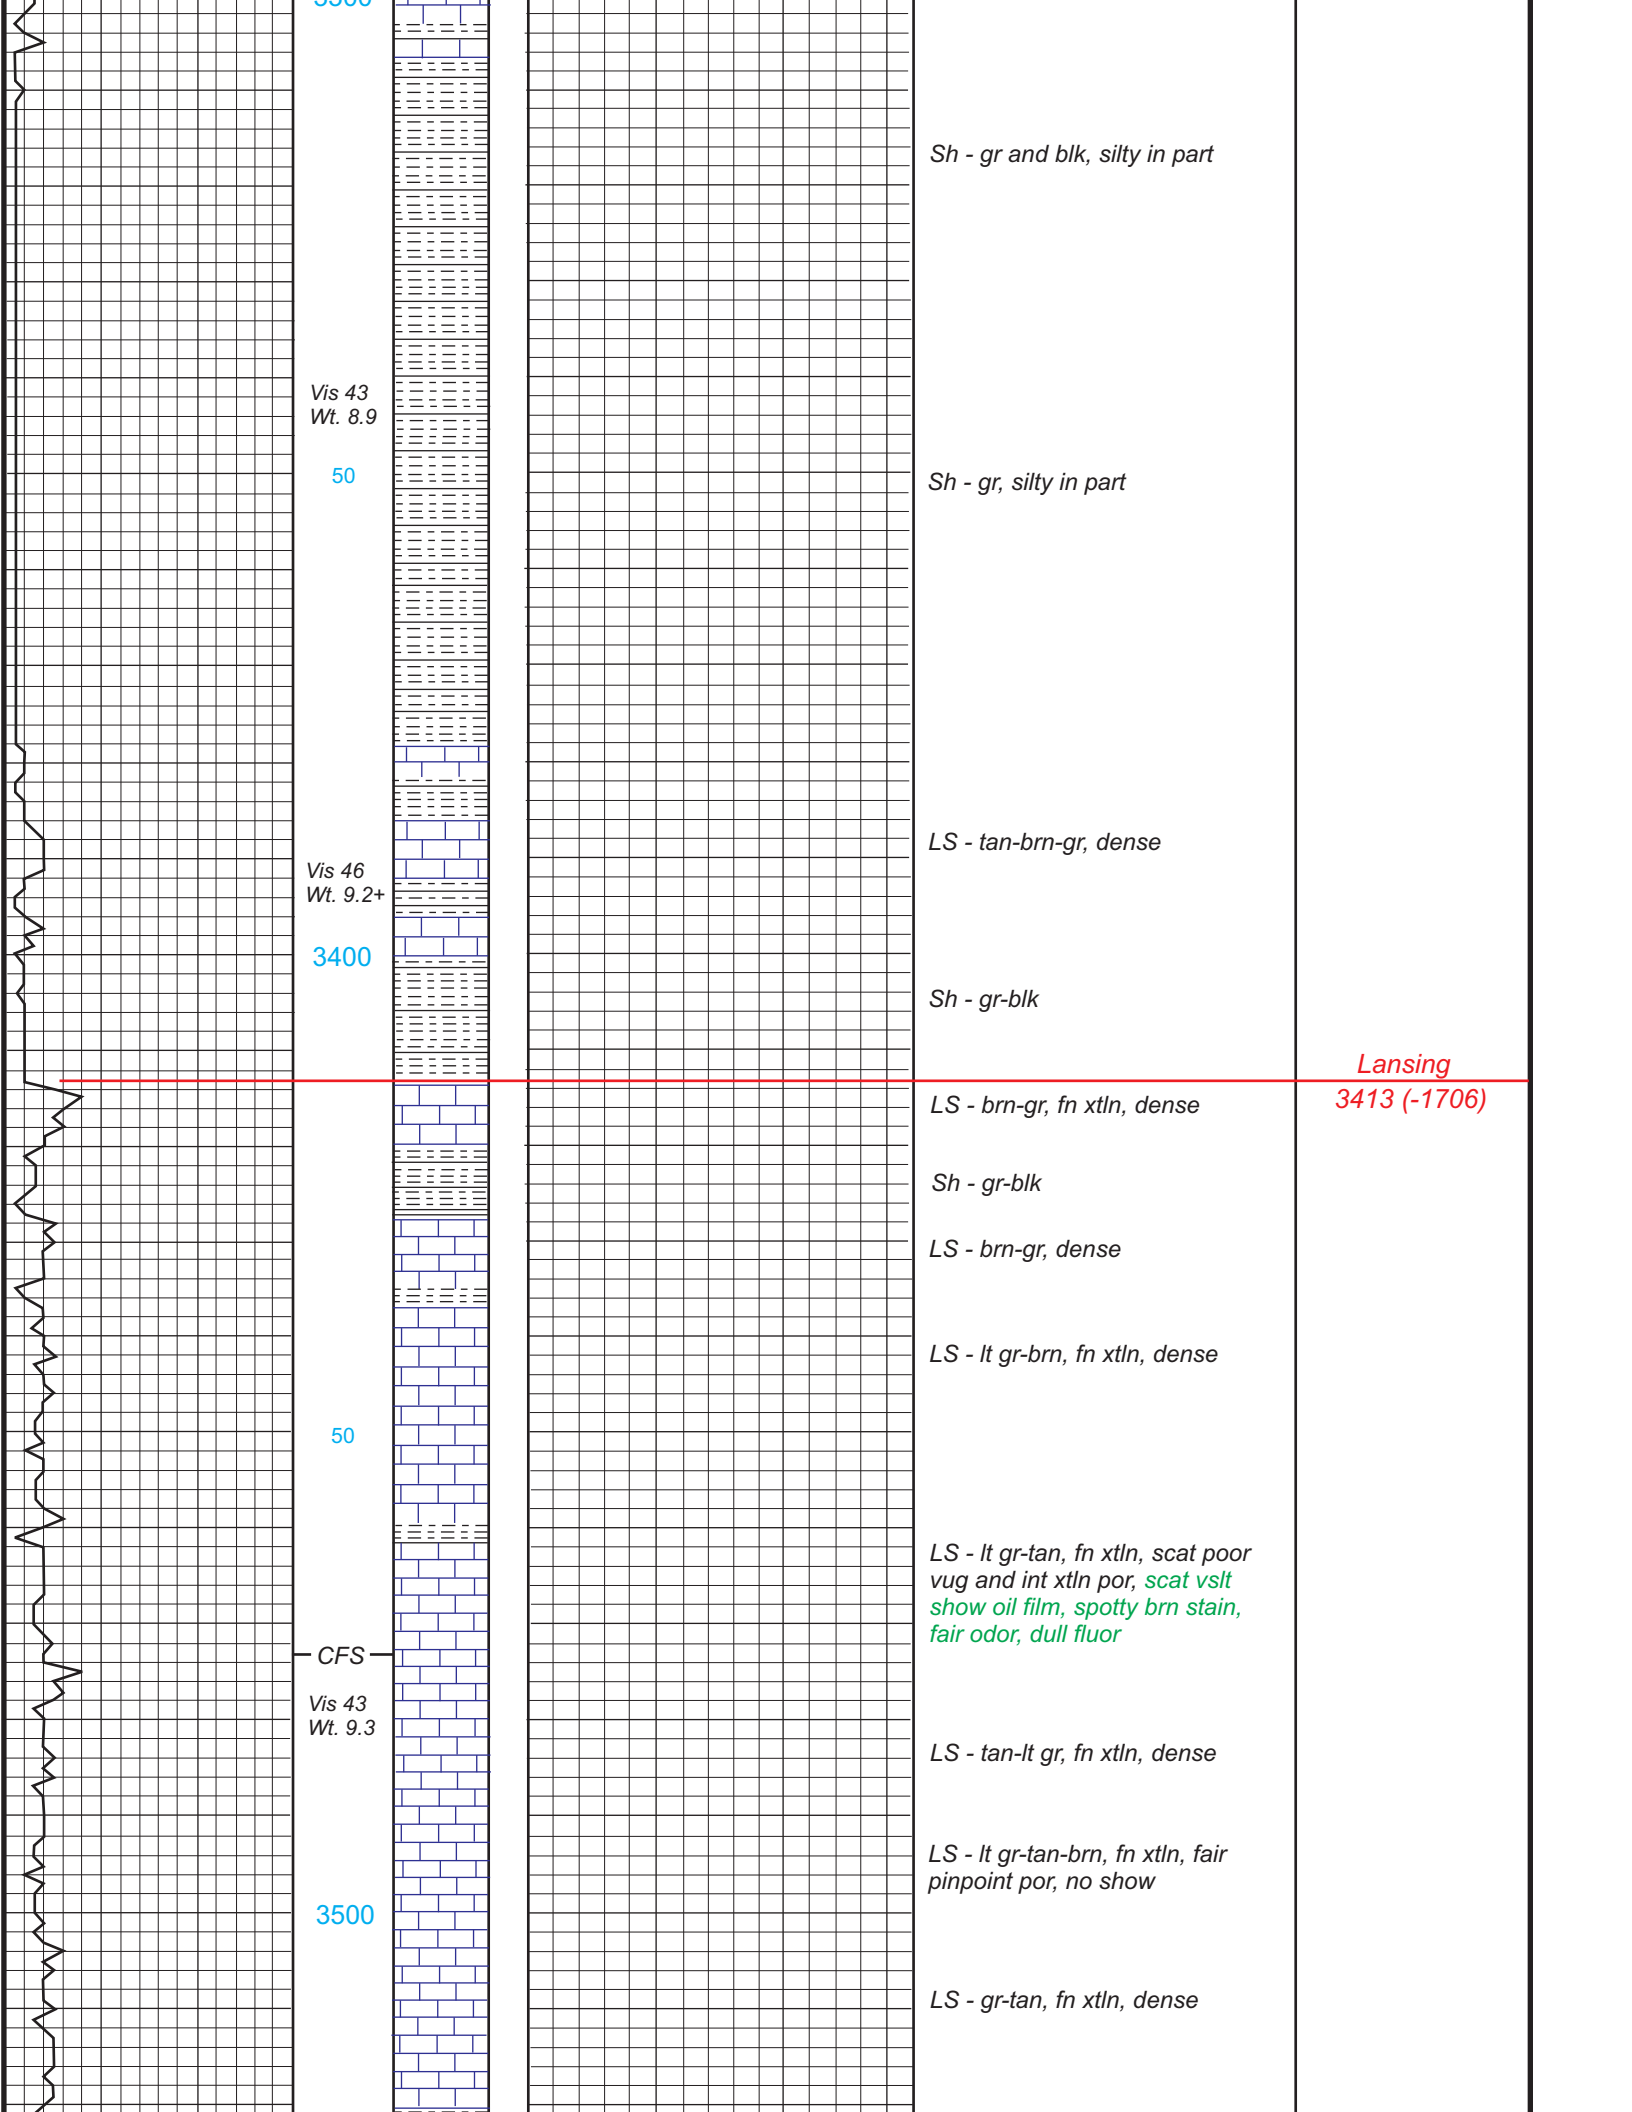 Sh - gr and blk, silty in part
Vis 43
Wt. 8.9
50
Sh - gr, silty in part
LS - tan-brn-gr, dense
Vis 46
Wt. 9.2+
3400
Sh - gr-blk
Lansing
3413 (-1706)
LS - brn-gr, fn xtln, dense
Sh - gr-blk
LS - brn-gr, dense
LS - lt gr-brn, fn xtln, dense
50
LS - lt gr-tan, fn xtln, scat poor
vug and int xtln por, scat vslt
show oil film, spotty brn stain,
fair odor, dull fluor
CFS
Vis 43
Wt. 9.3
LS - tan-lt gr, fn xtln, dense
LS - lt gr-tan-brn, fn xtln, fair
pinpoint por, no show
3500
LS - gr-tan, fn xtln, dense